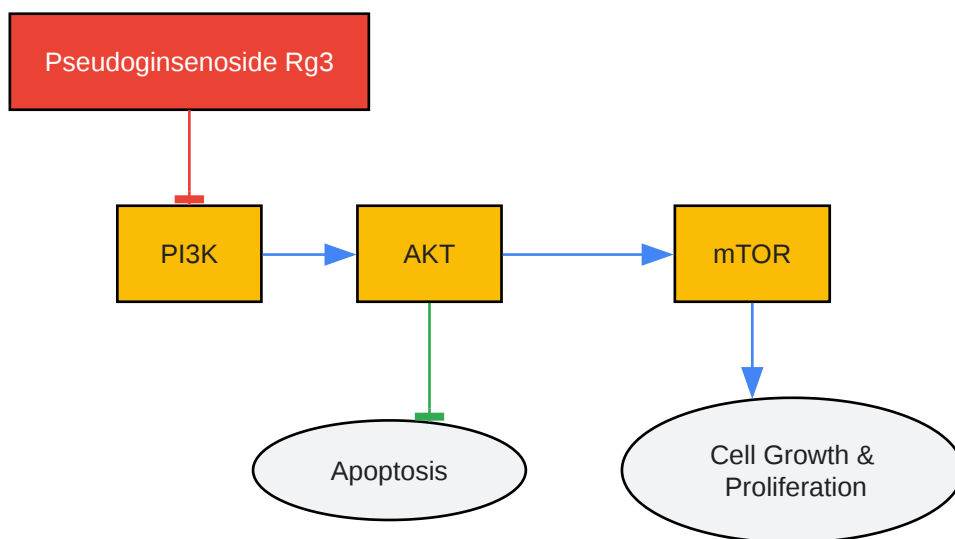 Pseudoginsenoside Rg3
PI3K
AKT
mTOR
Apoptosis
Cell Growth &
Proliferation